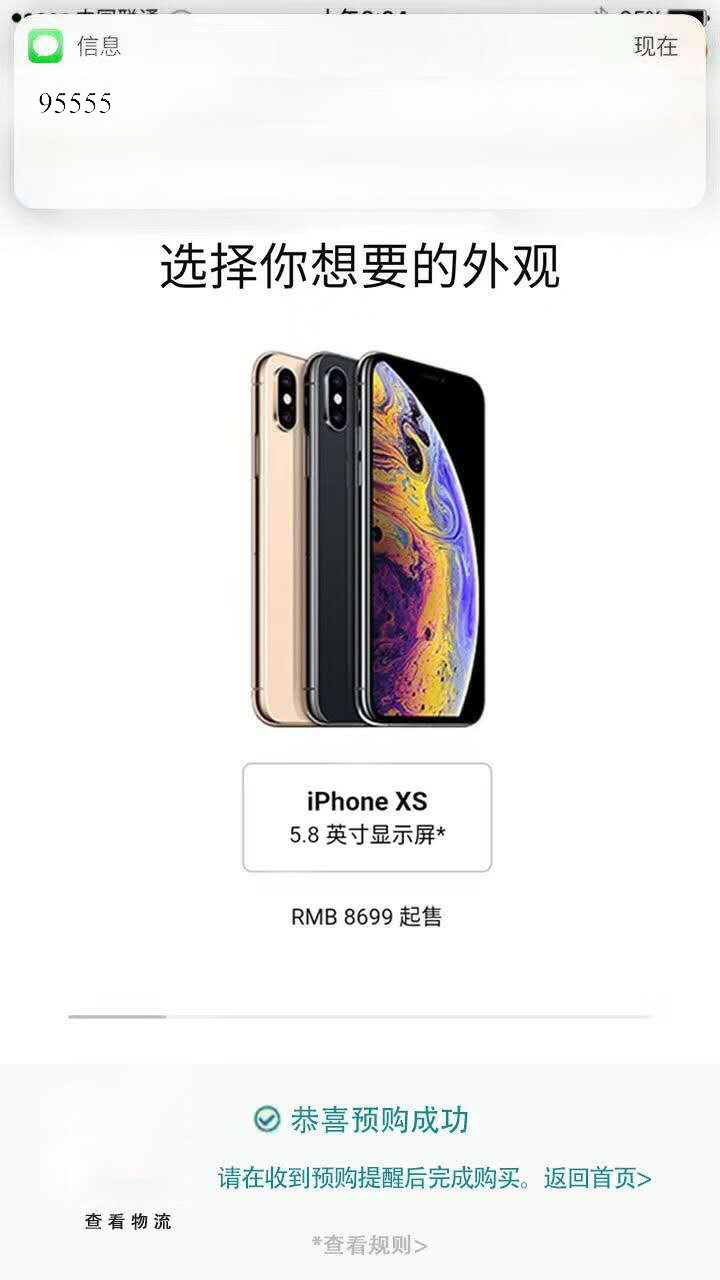 信息 现在
95555
选择你想要的外观
iPhone XS
5.8 英寸显示屏*
RMB 8699 起售
恭喜预购成功
请在收到预购提醒后完成购买。返回首页>
查看物流
*查看规则>